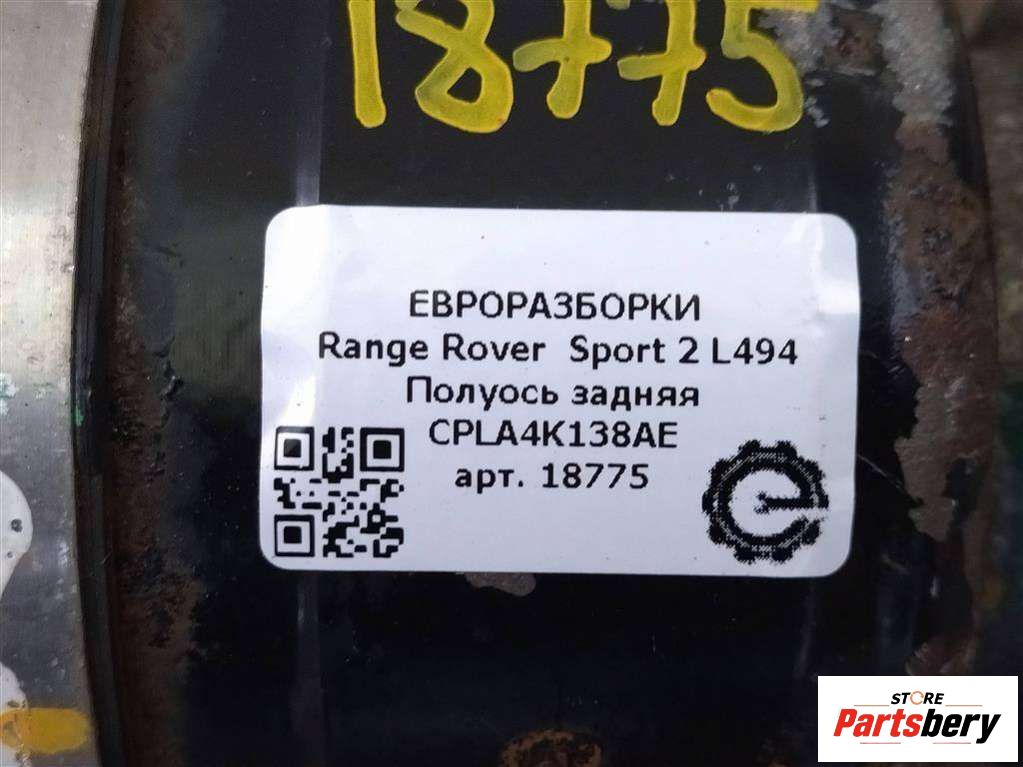 18775
ЕВРОРАЗБОРКИ
Range Rover Sport 2 L494
Полуось задняя
CPLA4K138AE
арт. 18775
STORE
Partsbery